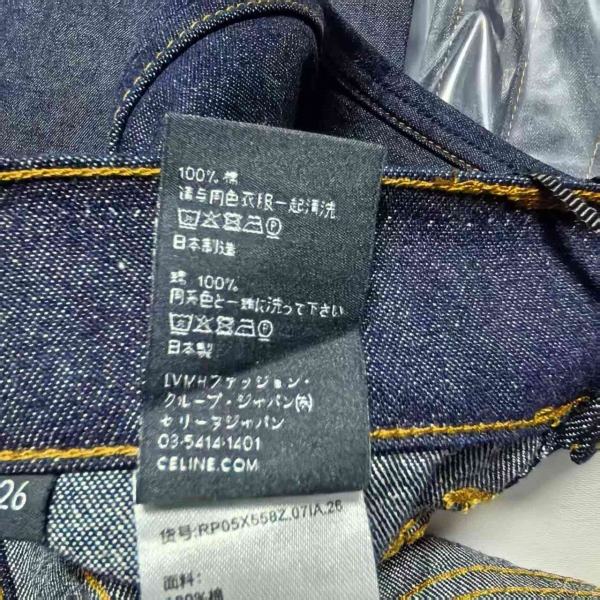 100% 棉
请与同色衣服一起清洗
日本制造
綿 100%
同系色と一緒に洗って下さい
日本製
LVMHファッション・
グループ・ジャパン㈱
セリーヌジャパン
03-5414-1401
CELINE.COM
26
货号:RP05X658Z.07IA.26
面料:
100%棉